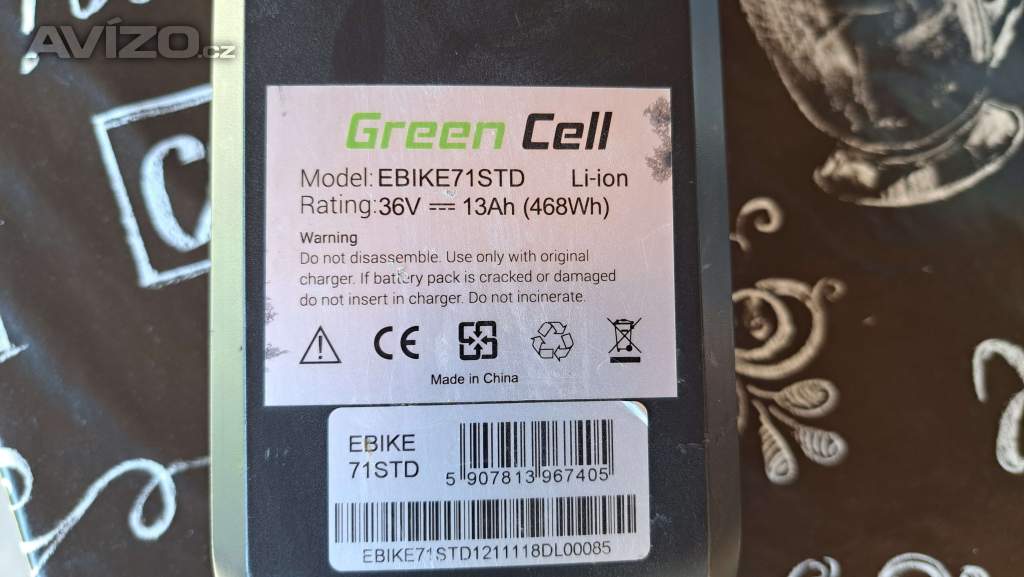 AVÍZO.cz
Green Cell
Model: EBIKE71STD Li-ion
Rating: 36V 13Ah (468Wh)
Warning
Do not disassemble. Use only with original
charger. If battery pack is cracked or damaged
do not insert in charger. Do not incinerate.
CE
Made in China
EBIKE
71STD
5 907813 967405
EBIKE71STD1211118DL00085